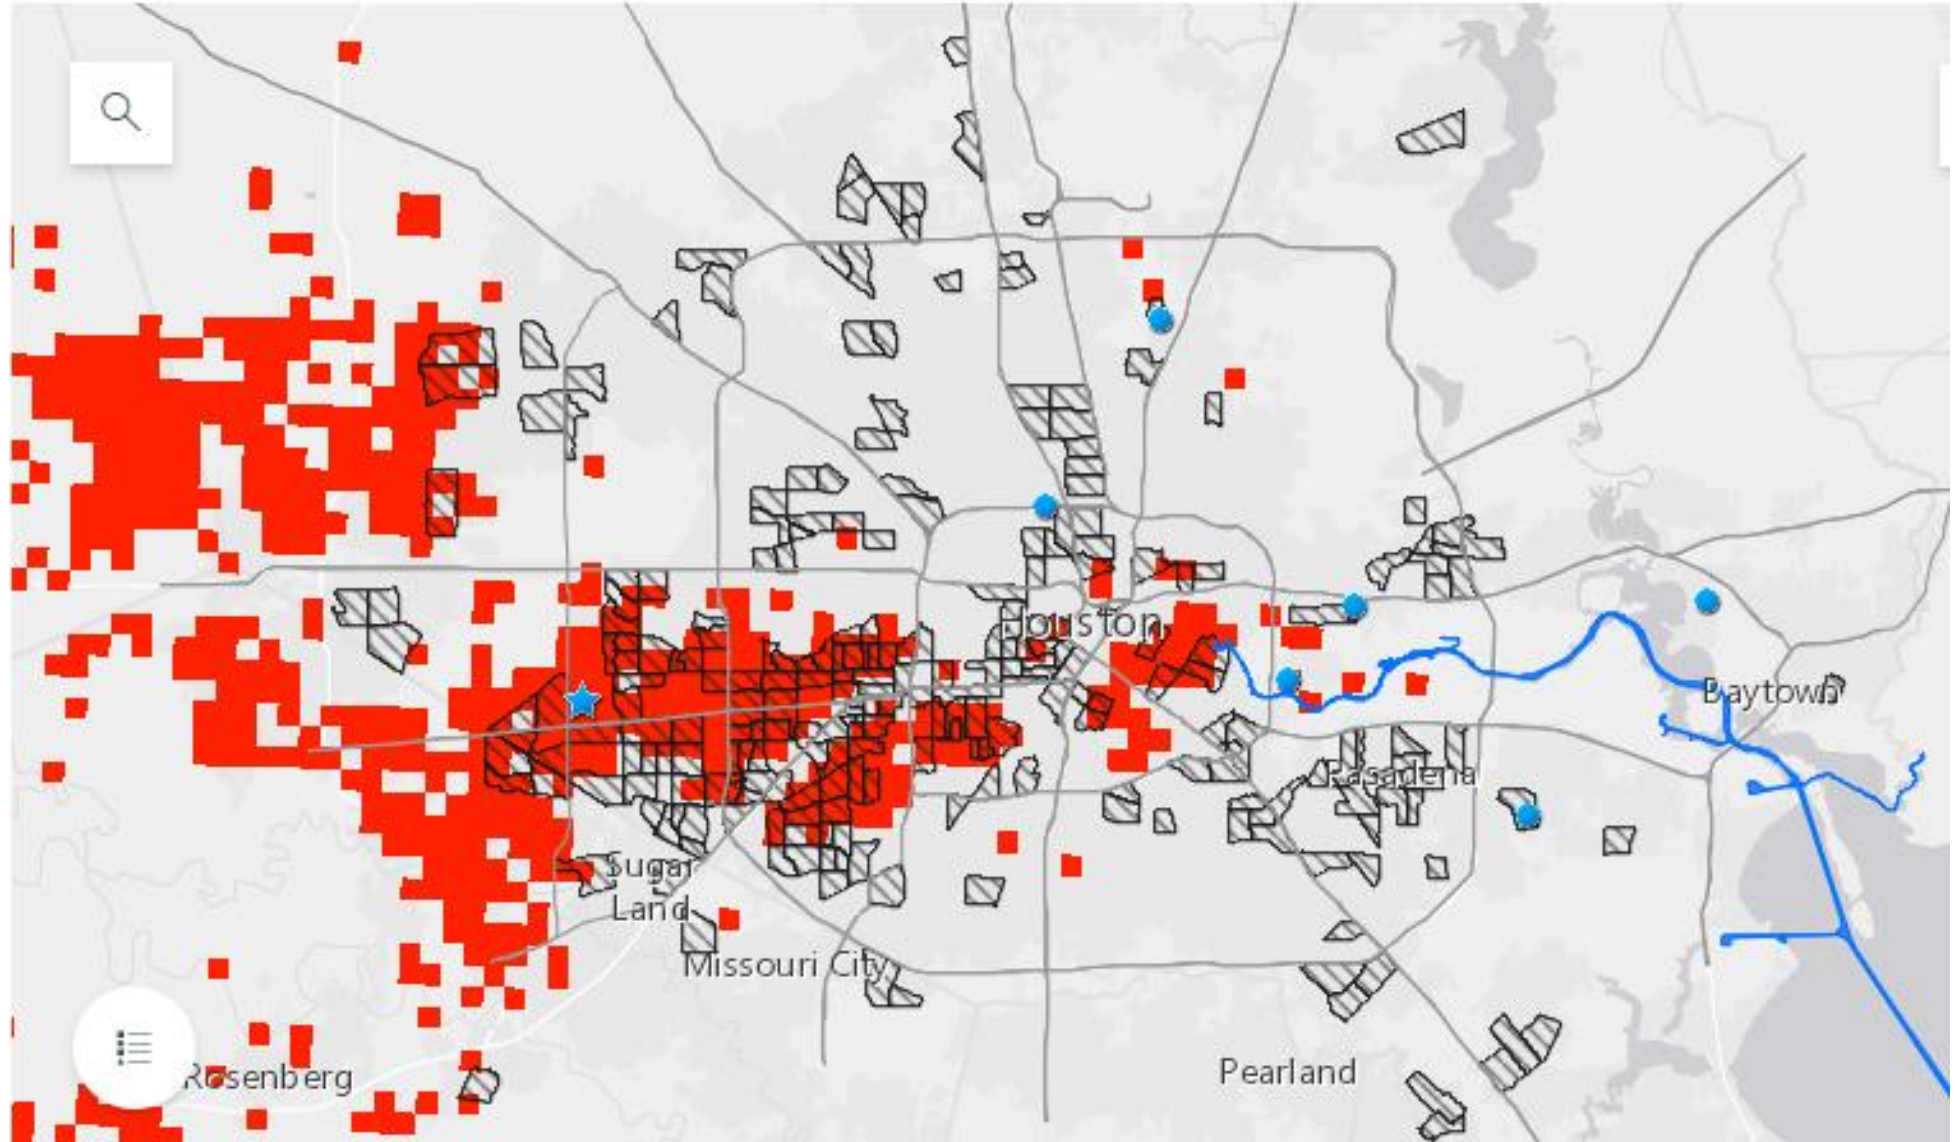 Houston
Baytown
Pasadena
Sugar
Land
Missouri City
Rosenberg
Pearland